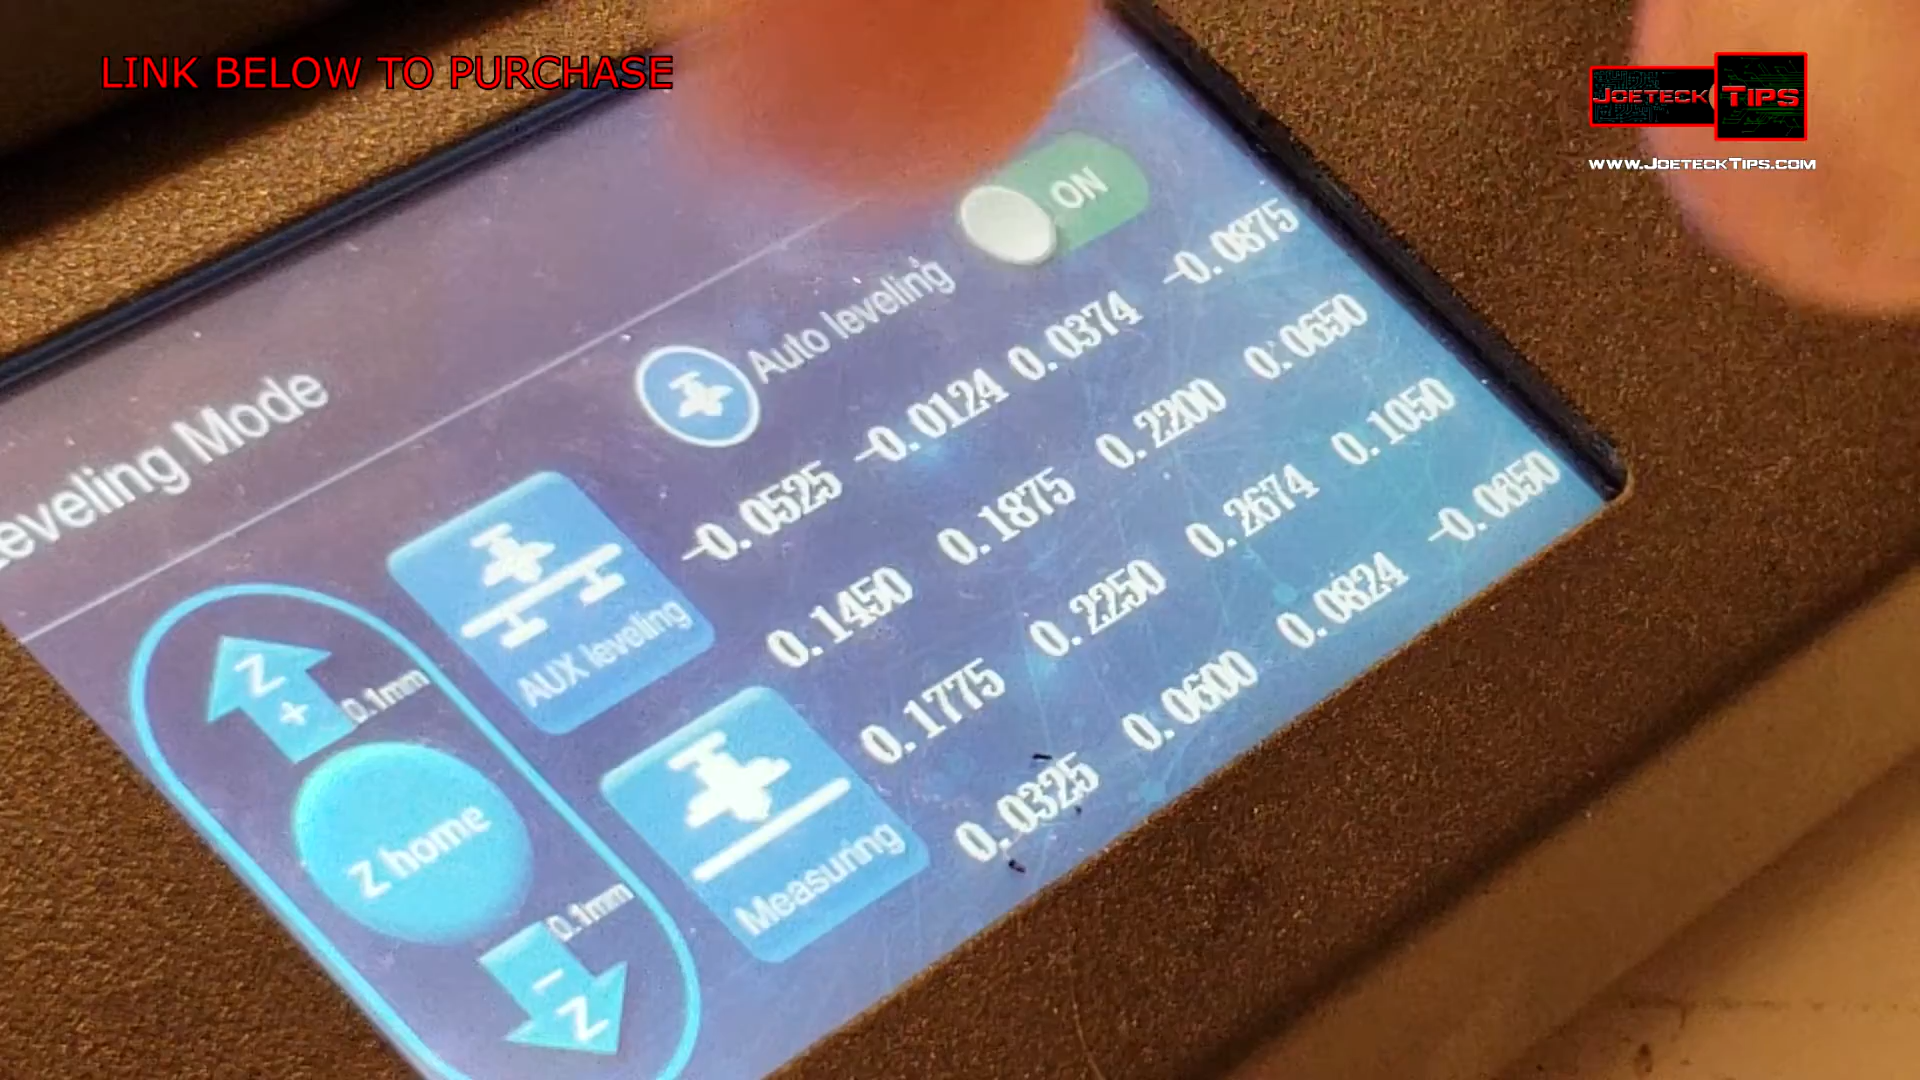 LINK BELOW TO PURCHASE
JOETECK TIPS
WWW.JOETECKTIPS.COM
Leveling Mode
Auto leveling
ON
Z
+
0.1mm
Z home
0.1mm
-
Z
AUX leveling
Measuring
-0.0525 -0.0124 0.0374 -0.0875
0.1450 0.1875 0.2200 0.0650
0.1775 0.2250 0.2674 0.1050
0.0325 0.0600 0.0824 -0.0350